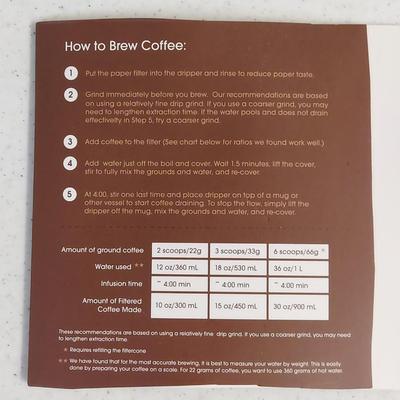 How to Brew Coffee:
1 Put the paper filter into the dripper and rinse to reduce paper taste.
2 Grind immediately before you brew. Our recommendations are based
on using a relatively fine drip grind. If you use a coarser grind, you may
need to lengthen extraction time. If the water pools and does not drain
effectively in Step 5, try a coarser grind.
3 Add coffee to the filter (See chart below for ratios we found work well.)
4 Add water just off the boil and cover. Wait 1.5 minutes, lift the cover,
stir to fully mix the grounds and water, and re-cover.
5 At 4:00, stir one last time and place dripper on top of a mug or
other vessel to start coffee draining. To stop the flow, simply lift the
dripper off the mug, mix the grounds and water, and re-cover.
Amount of ground coffee 2 scoops/22g 3 scoops/33g 6 scoops/66g *
Water used ** 12 oz/360 mL 18 oz/530 mL 36 oz/1 L
Infusion time ~ 4:00 min ~ 4:00 min ~ 4:00 min
Amount of Filtered
Coffee Made 10 oz/300 mL 15 oz/450 mL 30 oz/900 mL
These recommendations are based on using a relatively fine drip grind. If you use a coarser grind, you may need
to lengthen extraction time.
* Requires refilling the filtercone
** We have found that for the most accurate brewing, it is best to measure your water by weight. This is easily
done by preparing your coffee on a scale. For 22 grams of coffee, you want to use 360 grams of hot water.